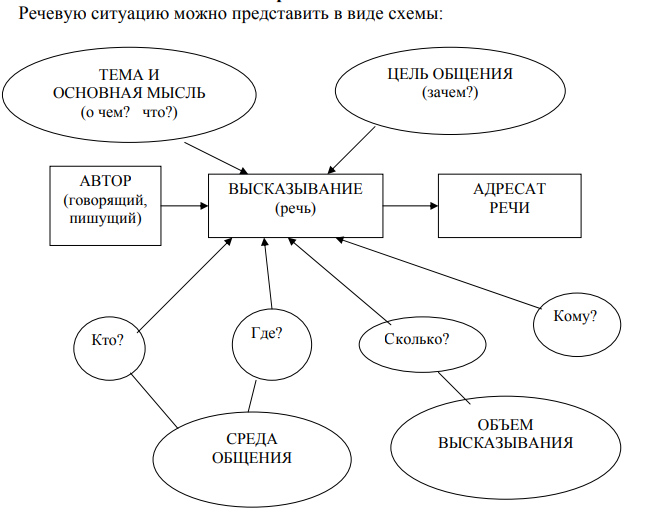 Речевую ситуацию можно представить в виде схемы:
ТЕМА И
ОСНОВНАЯ МЫСЛЬ
(о чем? что?)
ЦЕЛЬ ОБЩЕНИЯ
(зачем?)
АВТОР
(говорящий,
пишущий)
ВЫСКАЗЫВАНИЕ
(речь)
АДРЕСАТ
РЕЧИ
Кто?
Где?
Сколько?
Кому?
СРЕДА
ОБЩЕНИЯ
ОБЪЕМ
ВЫСКАЗЫВАНИЯ